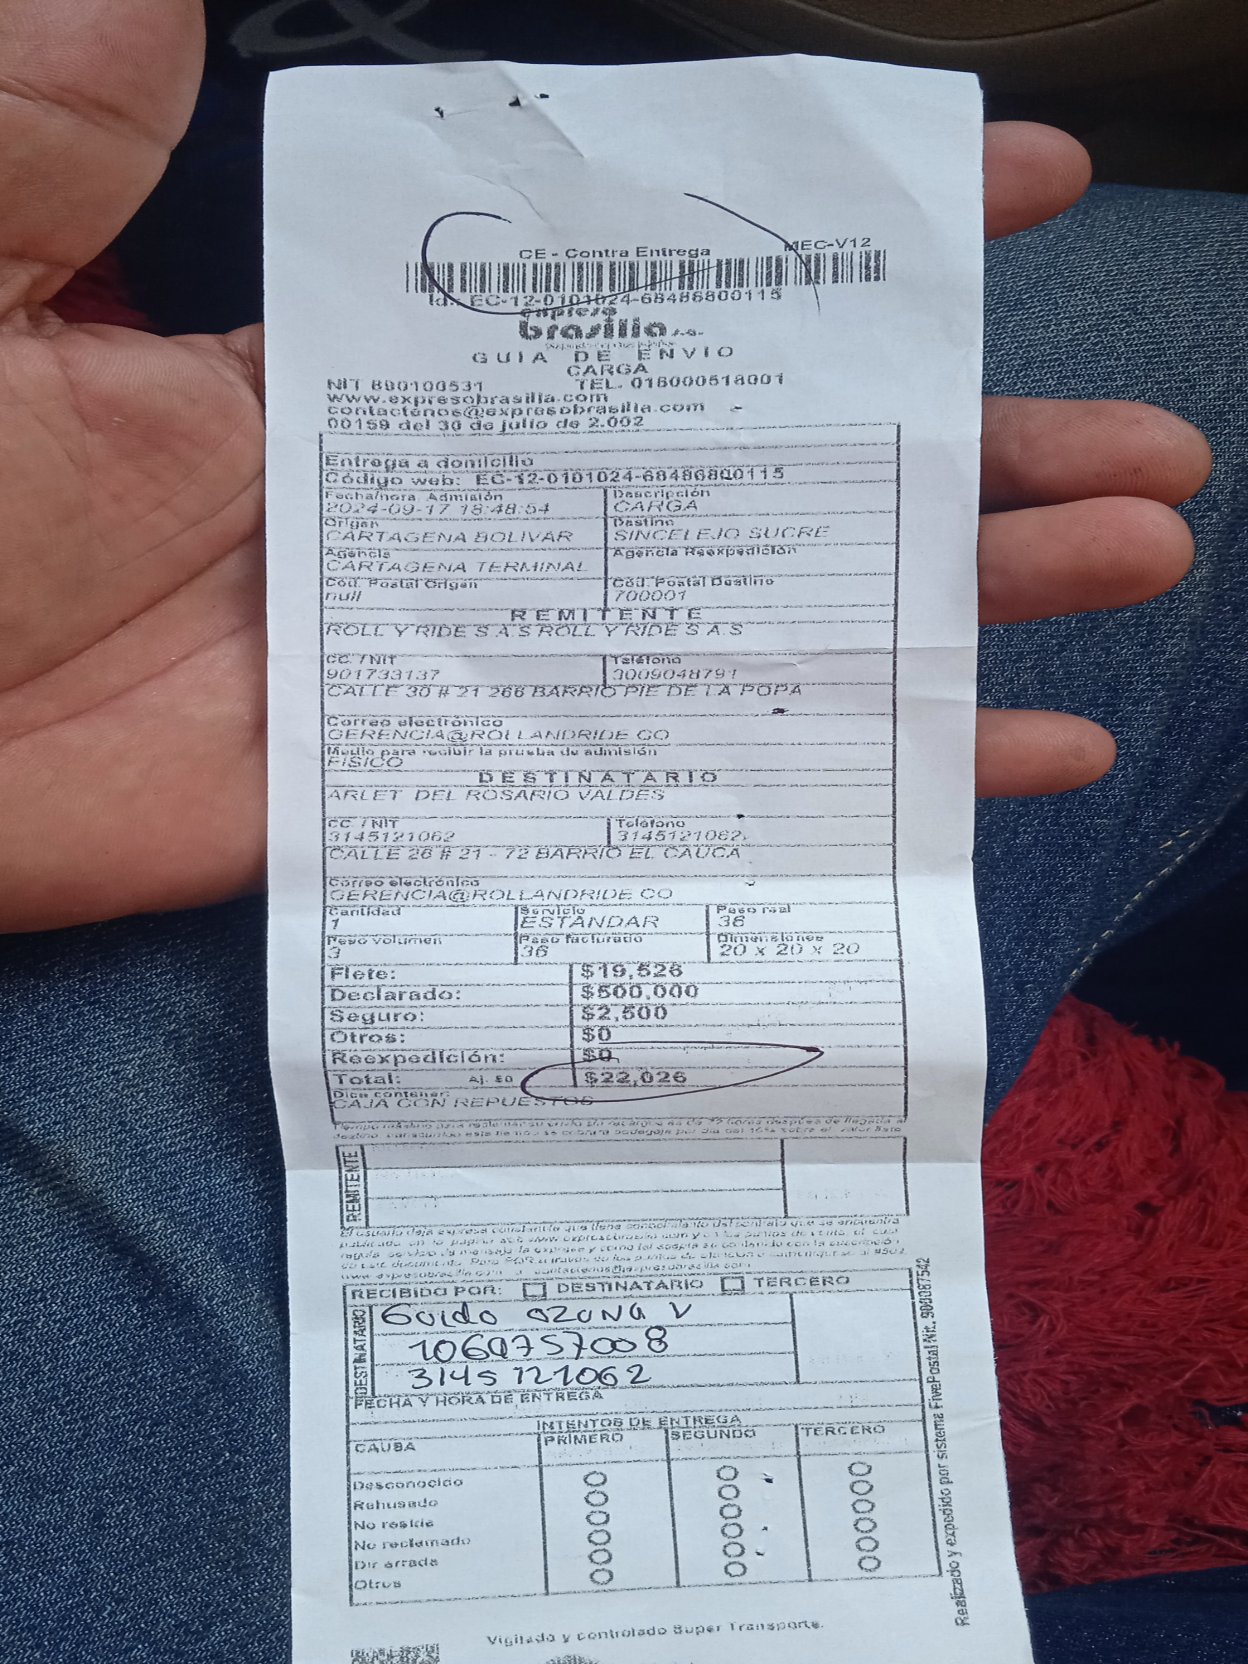 CE - Contra Entrega
MEC-V12
Id.: EC-12-0101024-68486800115
expreso
brasilia s.a.
GUIA DE ENVIO
CARGA
NIT 890100531 TEL. 018000518001
www.expresobrasilia.com
contactenos@expresobrasilia.com
00159 del 30 de julio de 2.002
Entrega a domicilio
Código web: EC-12-0101024-68486800115
Fecha/hora. Admisión Descripción
2024-09-17 18:48:54 CARGA
Origen Destino
CARTAGENA BOLIVAR SINCELEJO SUCRE
Agencia Agencia Reexpedición
CARTAGENA TERMINAL
Cod. Postal Origen Cod. Postal Destino
null 700001
REMITENTE
ROLL Y RIDE S A S ROLL Y RIDE S A S
CC. / NIT Teléfono
901733137 3009048791
CALLE 30 # 21 266 BARRIO PIE DE LA POPA
Correo electrónico
GERENCIA@ROLLANDRIDE.CO
Medio para recibir la prueba de admisión
FISICO
DESTINATARIO
ARLET DEL ROSARIO VALDES
CC. / NIT Teléfono
3145121062 3145121062
CALLE 26 # 21 - 72 BARRIO EL CAUCA
Correo electrónico
GERENCIA@ROLLANDRIDE.CO
Cantidad Servicio Peso real
1 ESTANDAR 36
Peso volumen Peso facturado Dimensiones
3 36 20 x 20 x 20
Flete: $19,526
Declarado: $500,000
Seguro: $2,500
Otros: $0
Reexpedición: $0
Total: Aj. $0 $22,026
Dice contener:
CAJA CON REPUESTOS
REMITENTE
RECIBIDO POR: DESTINATARIO TERCERO
DESTINATARIO
Guido OZUNA V
1069757008
3145121062
FECHA Y HORA DE ENTREGA
INTENTOS DE ENTREGA
CAUSA PRIMERO SEGUNDO TERCERO
Desconocido
Rehusado
No reside
No reclamado
Dir errada
Otros
Realizado y expedido por sistema FivePostal Nit. 900087542
Vigilado y controlado Super Transporte.